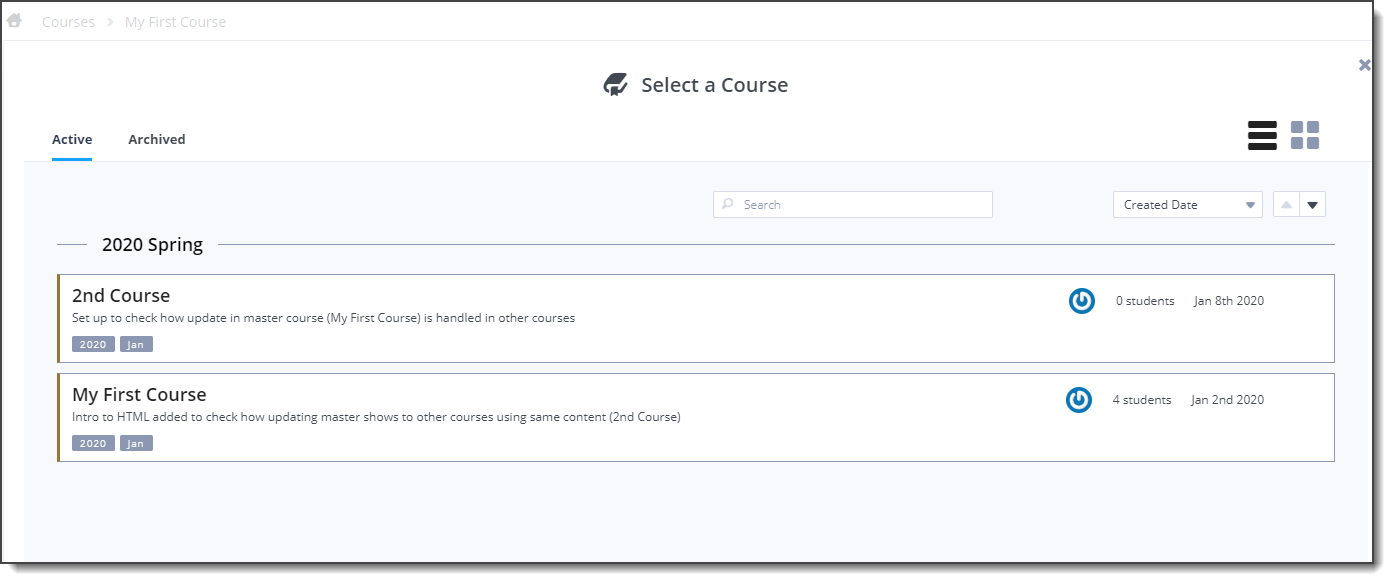 Courses > My First Course
Select a Course
Active Archived
Search Created Date
2020 Spring
2nd Course
0 students Jan 8th 2020
Set up to check how update in master course (My First Course) is handled in other courses
2020 Jan
My First Course
4 students Jan 2nd 2020
Intro to HTML added to check how updating master shows to other courses using same content (2nd Course)
2020 Jan